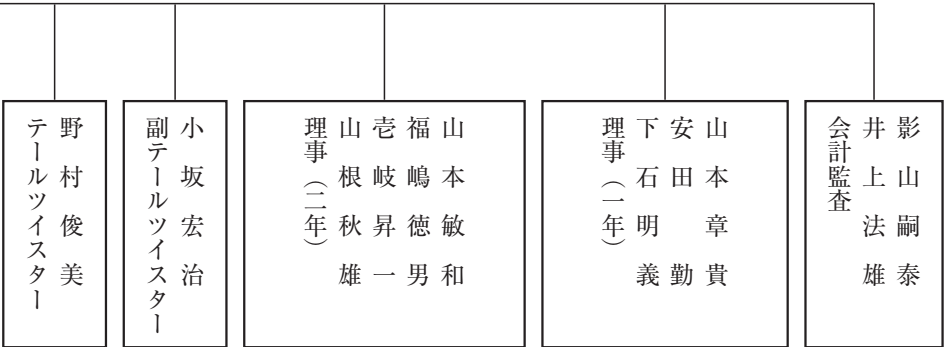 影山嗣泰
井上法雄
会計監査
山本章貴
安田勤
下石明義
理事（一年）
山本敏和
福嶋徳男
壱岐昇一
山根秋雄
理事（二年）
小坂宏治
副テールツイスター
野村俊美
テールツイスター